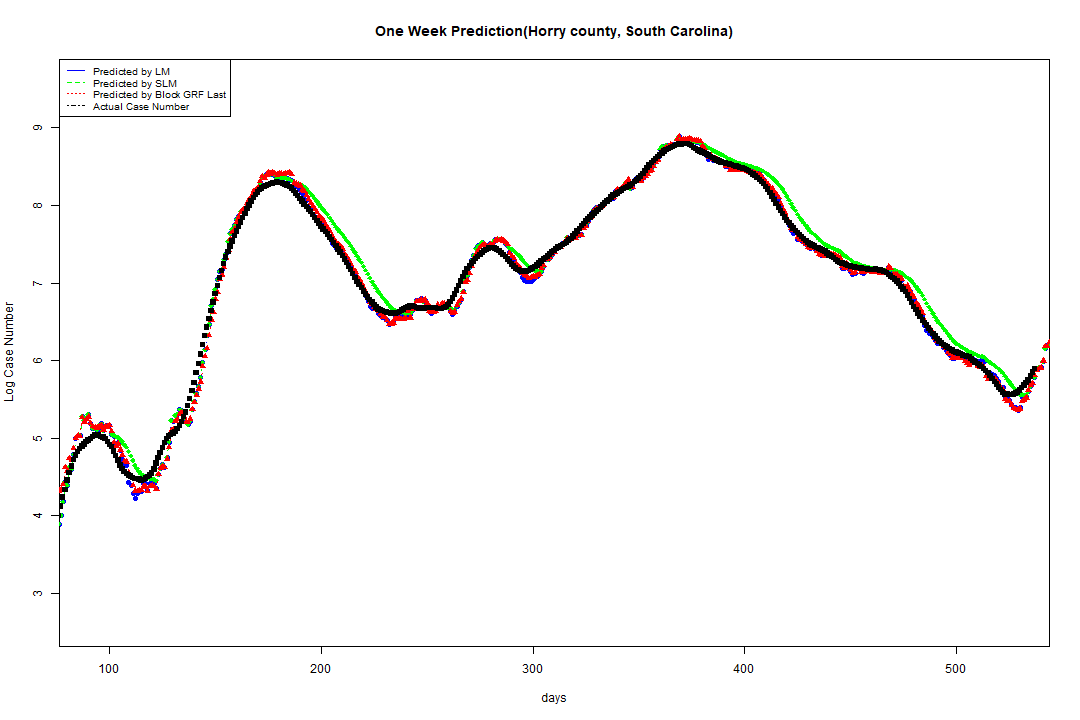 One Week Prediction(Horry county, South Carolina)
Predicted by LM
Predicted by SLM
Predicted by Block GRF Last
Actual Case Number
9
8
7
6
5
4
3
Log Case Number
100 200 300 400 500
days